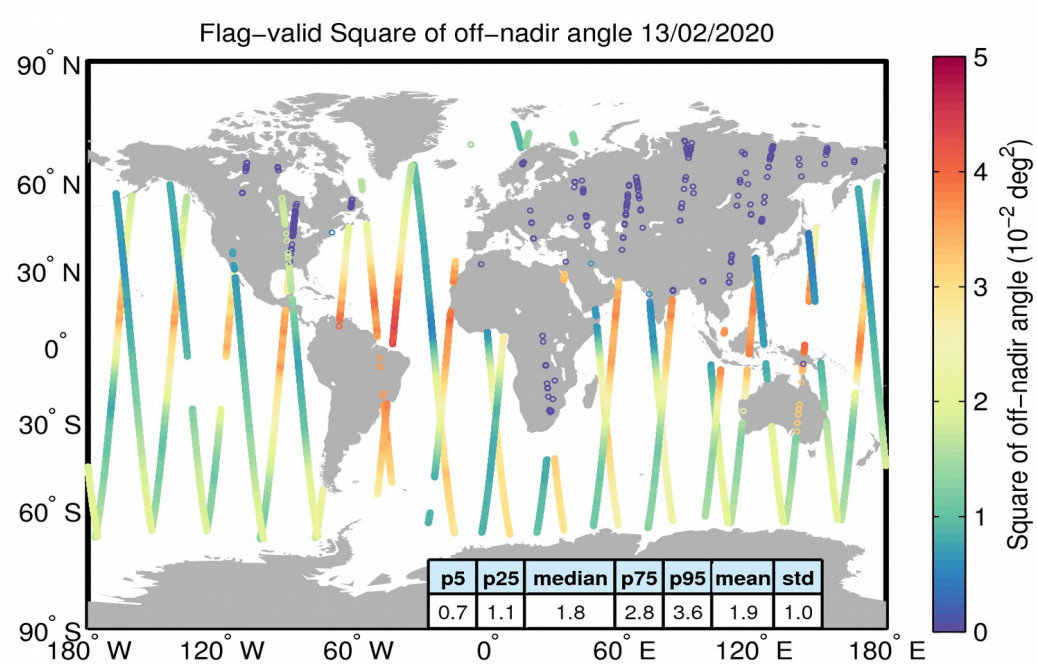 Flag−valid Square of off−nadir angle 13/02/2020
90° N
60° N
30° N
0°
30° S
60° S
90° S
180° W
120° W
60° W
0°
60° E
120° E
180° E
p5 p25 median p75 p95 mean std
0.7 1.1 1.8 2.8 3.6 1.9 1.0
5
4
3
2
1
0
Square of off−nadir angle (10⁻² deg²)